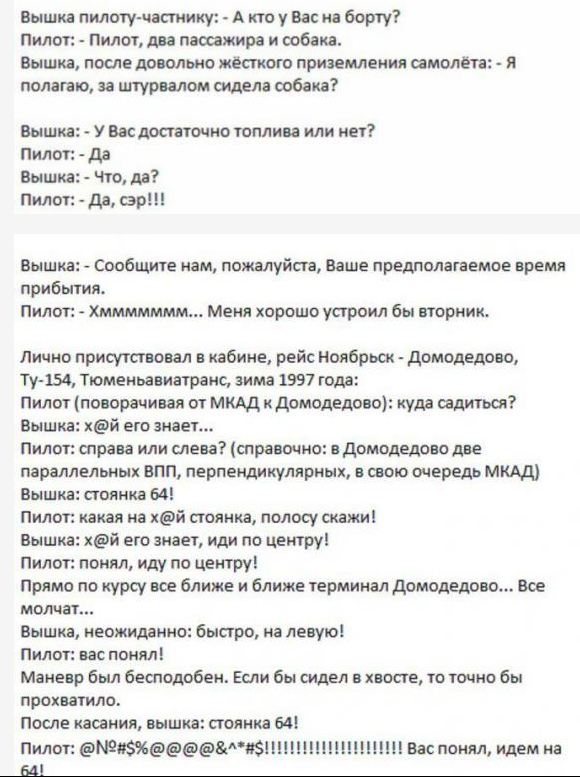 Вышка пилоту-частнику: - А кто у Вас на борту?
Пилот: - Пилот, два пассажира и собака.
Вышка, после довольно жёсткого приземления самолёта: - Я
полагаю, за штурвалом сидела собака?
Вышка: - У Вас достаточно топлива или нет?
Пилот: - Да
Вышка: - Что, да?
Пилот: - Да, сэр!!!
Вышка: - Сообщите нам, пожалуйста, Ваше предполагаемое время
прибытия.
Пилот: - Хммммммм... Меня хорошо устроил бы вторник.
Лично присутствовал в кабине, рейс Ноябрьск - Домодедово,
Ту-154, Тюменьавиатранс, зима 1997 года:
Пилот (поворачивая от МКАД к Домодедово): куда садиться?
Вышка: х@й его знает...
Пилот: справа или слева? (справочно: в Домодедово две
параллельных ВПП, перпендикулярных, в свою очередь МКАД)
Вышка: стоянка 64!
Пилот: какая на х@й стоянка, полосу скажи!
Вышка: х@й его знает, иди по центру!
Пилот: понял, иду по центру!
Прямо по курсу все ближе и ближе терминал Домодедово... Все
молчат...
Вышка, неожиданно: быстро, на левую!
Пилот: вас понял!
Маневр был бесподобен. Если бы сидел в хвосте, то точно бы
прохватило.
После касания, вышка: стоянка 64!
Пилот: @№#$%@@@@&^*#$!!!!!!!!!!!!!!!!!!!!!!! Вас понял, идем на
64!